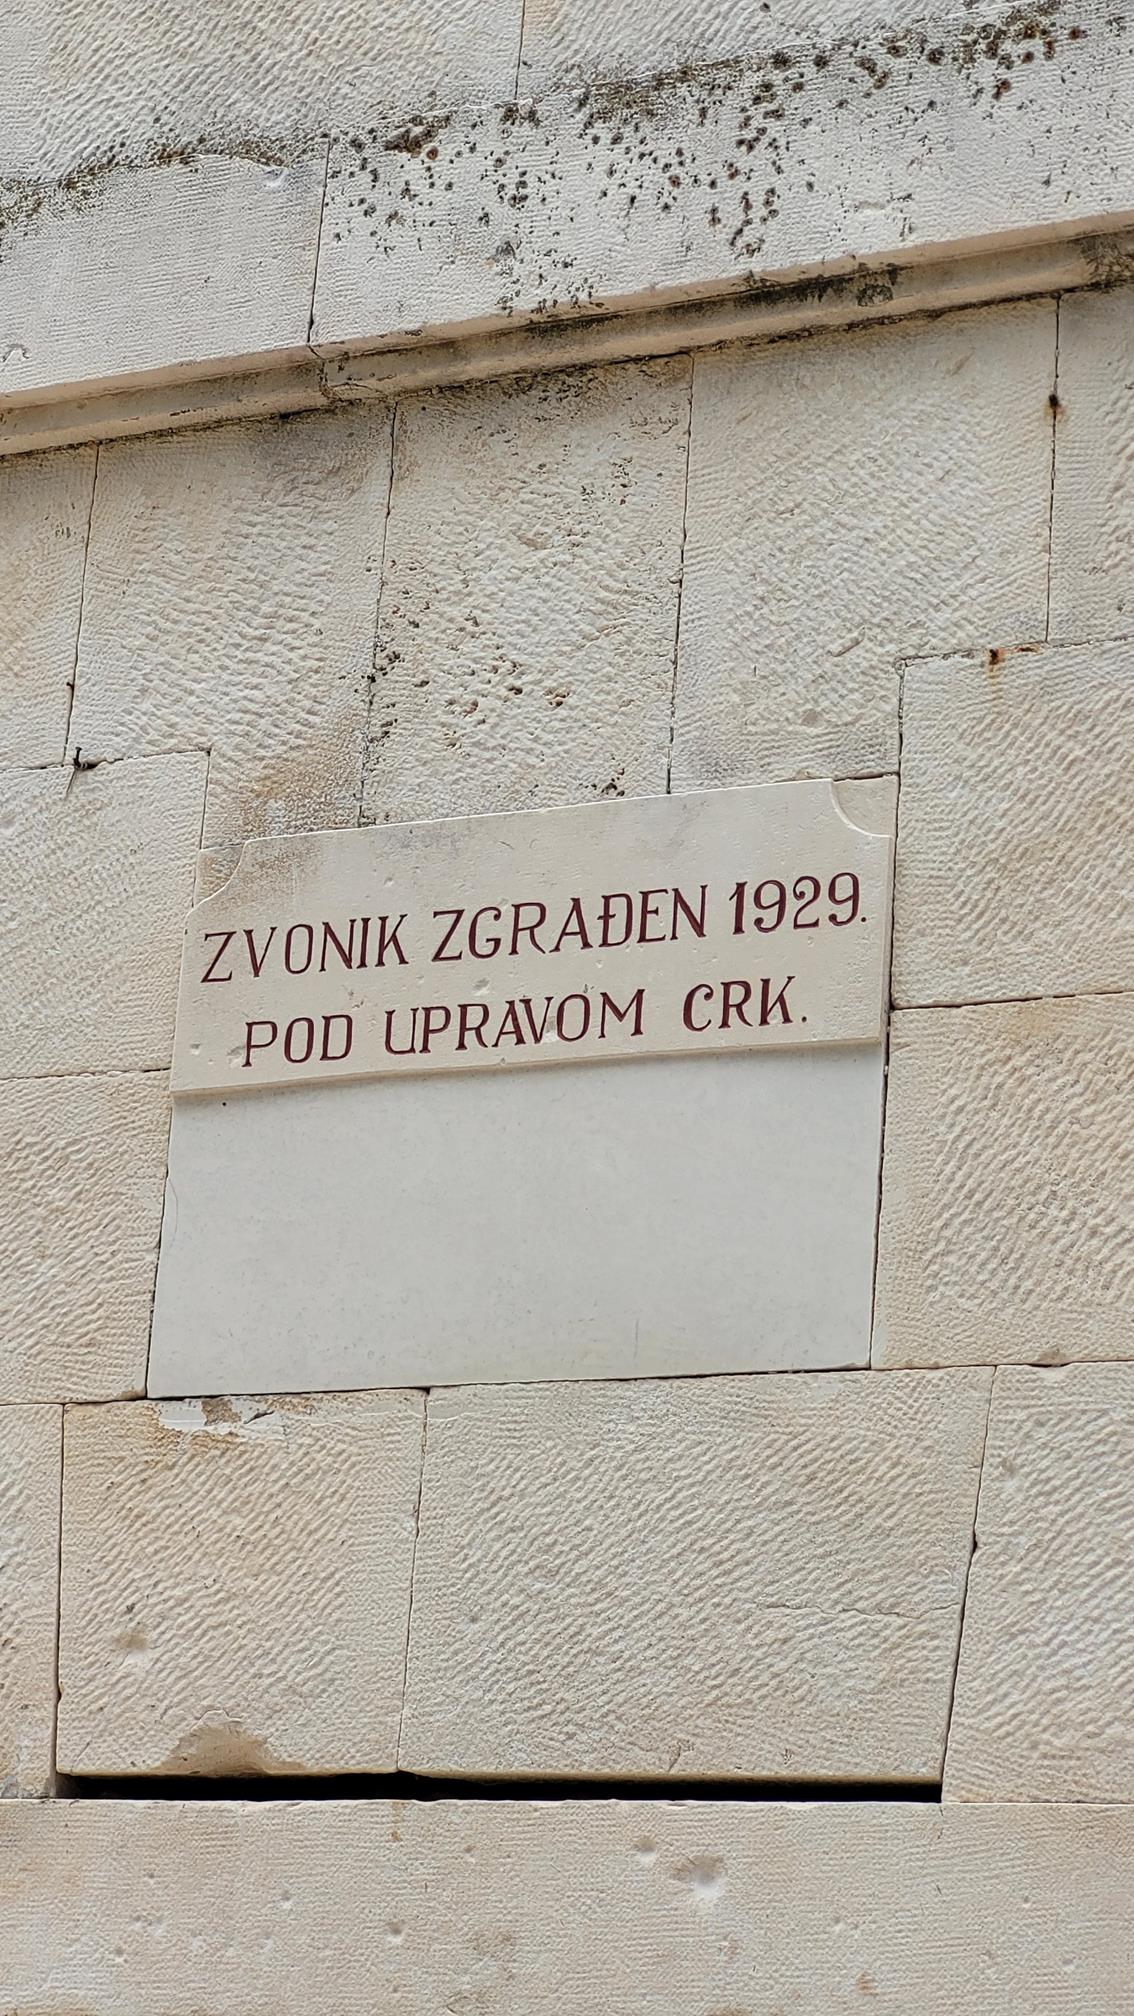 ZVONIK ZGRAĐEN 1929.
POD UPRAVOM CRK.